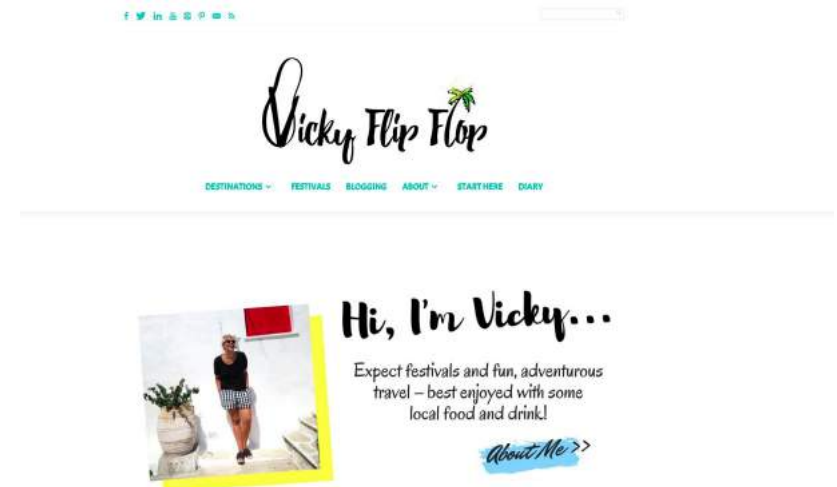 Vicky Flip Flop
DESTINATIONS FESTIVALS BLOGGING ABOUT START HERE DIARY
Hi, I'm Vicky...
Expect festivals and fun, adventurous
travel – best enjoyed with some
local food and drink!
About Me >>